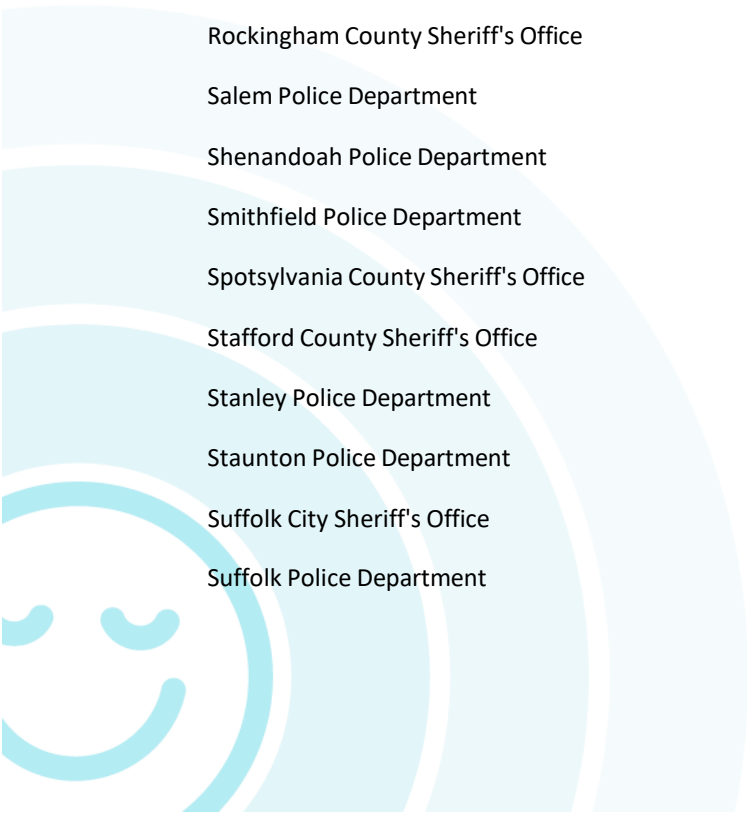 Rockingham County Sheriff's Office
Salem Police Department
Shenandoah Police Department
Smithfield Police Department
Spotsylvania County Sheriff's Office
Stafford County Sheriff's Office
Stanley Police Department
Staunton Police Department
Suffolk City Sheriff's Office
Suffolk Police Department